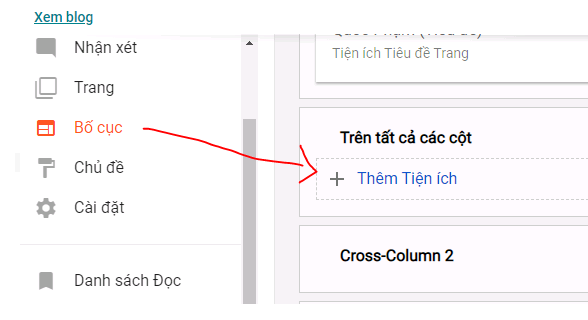 Xem blog
Nhận xét
Trang
Bố cục
Chủ đề
Cài đặt
Danh sách Đọc
Tiện ích Tiêu đề Trang
Trên tất cả các cột
Thêm Tiện ích
Cross-Column 2